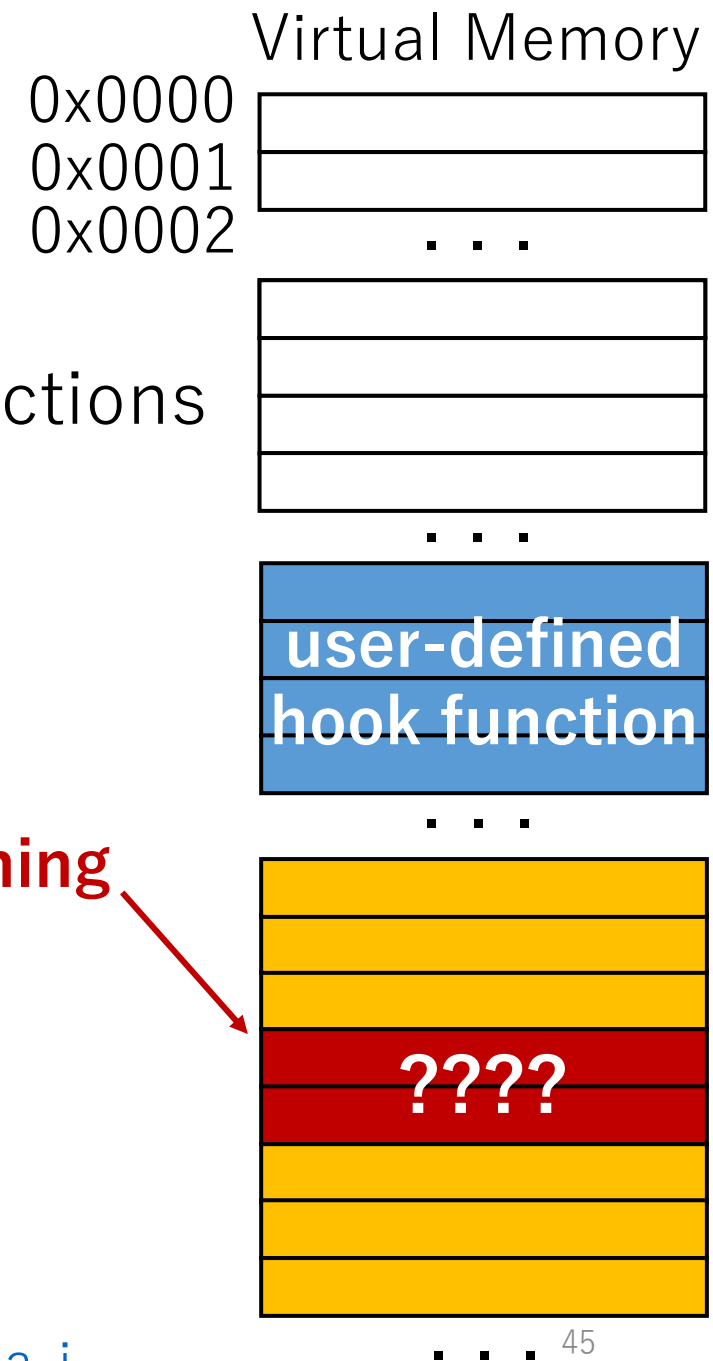 Virtual Memory
0x0000
0x0001
0x0002
. . .
ctions
. . .
user-defined
hook function
. . .
ning
????
. . .
45